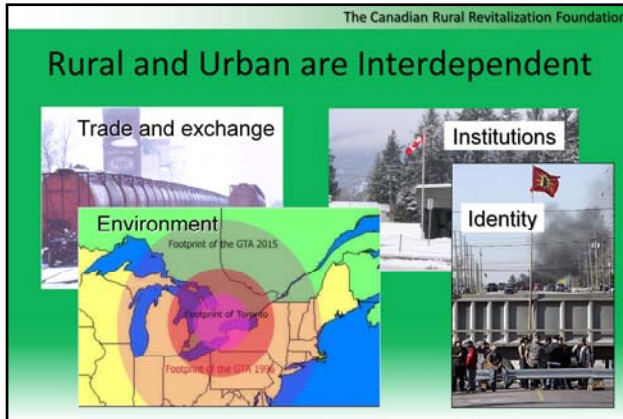 The Canadian Rural Revitalization Foundation
Rural and Urban are Interdependent
Trade and exchange
Institutions
Environment
Identity
Footprint of the GTA 2015
Footprint of Toronto
Footprint of the GTA 1996